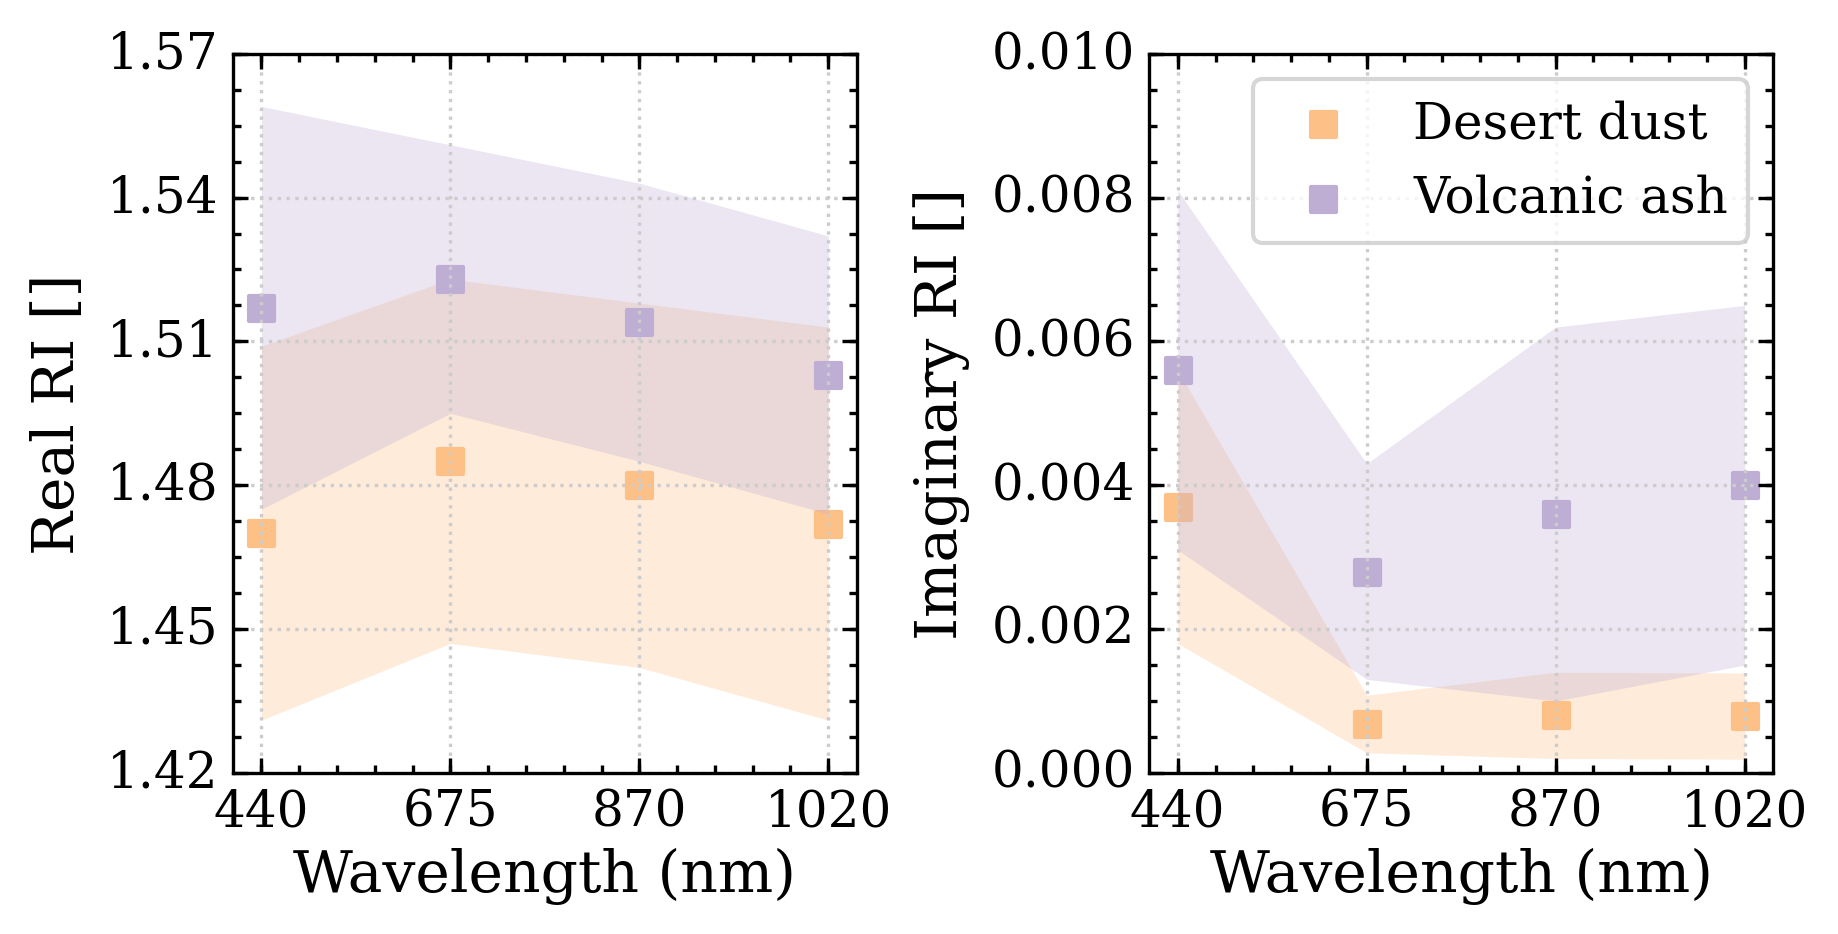 Real RI []
1.57
1.54
1.51
1.48
1.45
1.42
440 675 870 1020
Wavelength (nm)
Imaginary RI []
0.010
0.008
0.006
0.004
0.002
0.000
440 675 870 1020
Wavelength (nm)
Desert dust
Volcanic ash